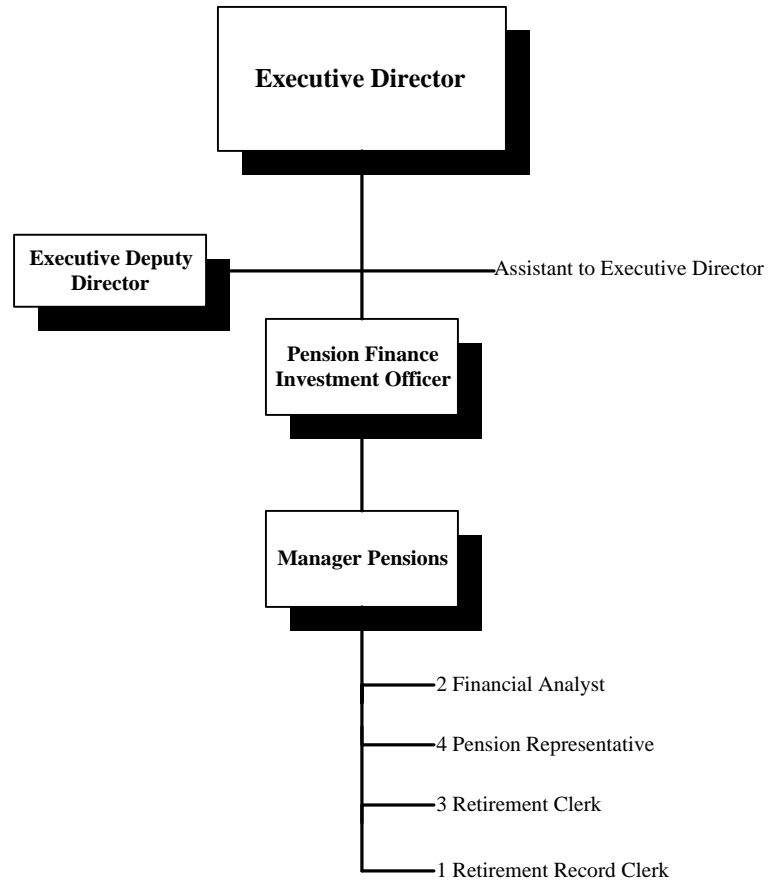 Executive Director
Executive Deputy
Director
Assistant to Executive Director
Pension Finance
Investment Officer
Manager Pensions
2 Financial Analyst
4 Pension Representative
3 Retirement Clerk
1 Retirement Record Clerk